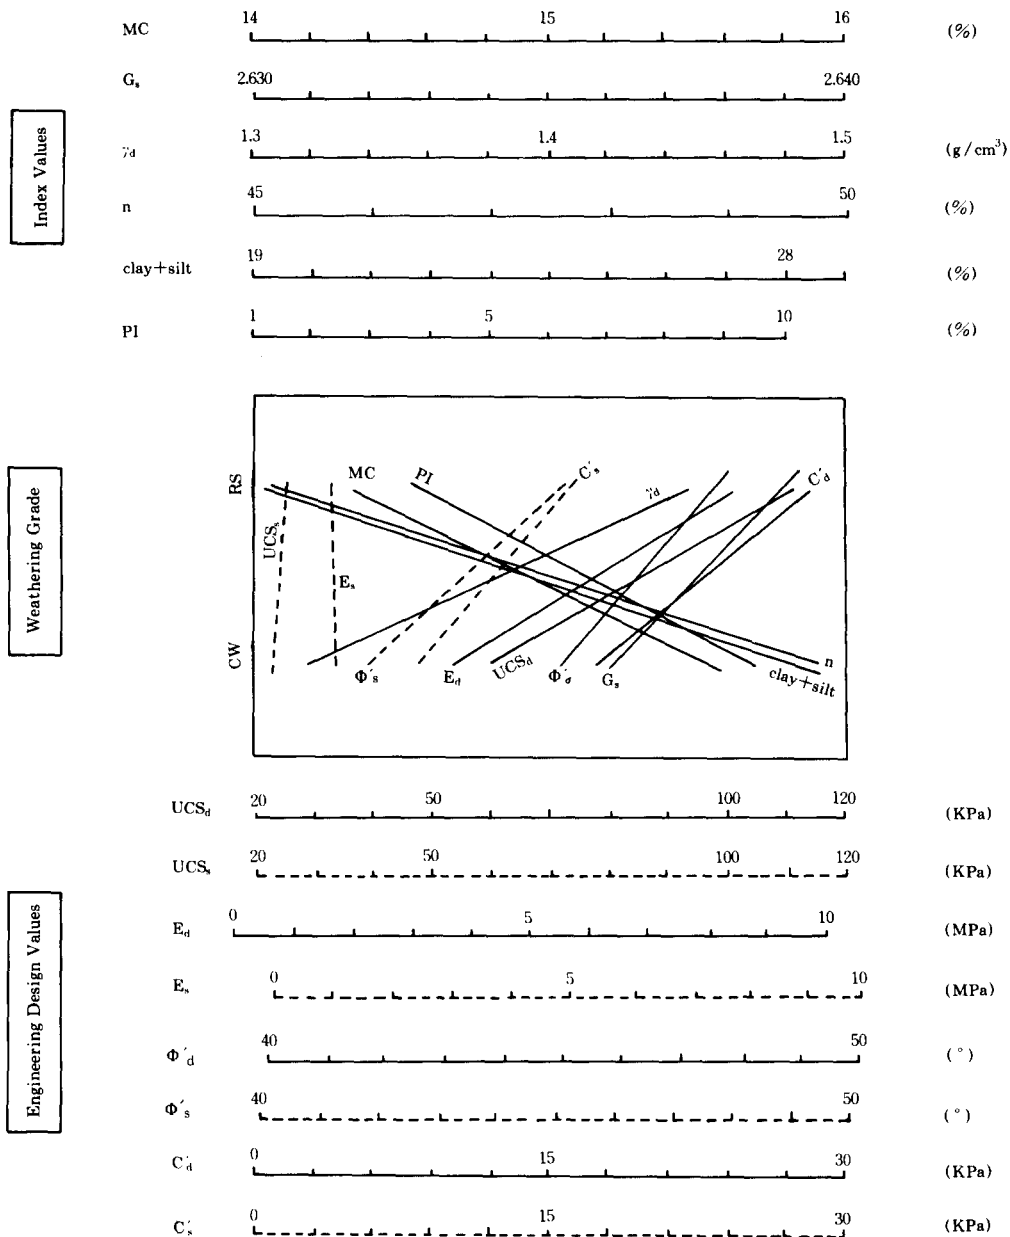 MC 14 15 16 (%)
Gₛ 2.630 2.640
Index Values
γd 1.3 1.4 1.5 (g/cm³)
n 45 50 (%)
clay+silt 19 28 (%)
PI 1 5 10 (%)
Weathering Grade
RS
CW
MC
PI
C′ₛ
γd
C′d
UCSₛ
Eₛ
Φ′ₛ
Ed
UCSd
Φ′d
Gₛ
n
clay+silt
Engineering Design Values
UCSd 20 50 100 120 (KPa)
UCSₛ 20 50 100 120 (KPa)
Ed 0 5 10 (MPa)
Eₛ 0 5 10 (MPa)
Φ′d 40 50 (°)
Φ′ₛ 40 50 (°)
C′d 0 15 30 (KPa)
C′ₛ 0 15 30 (KPa)